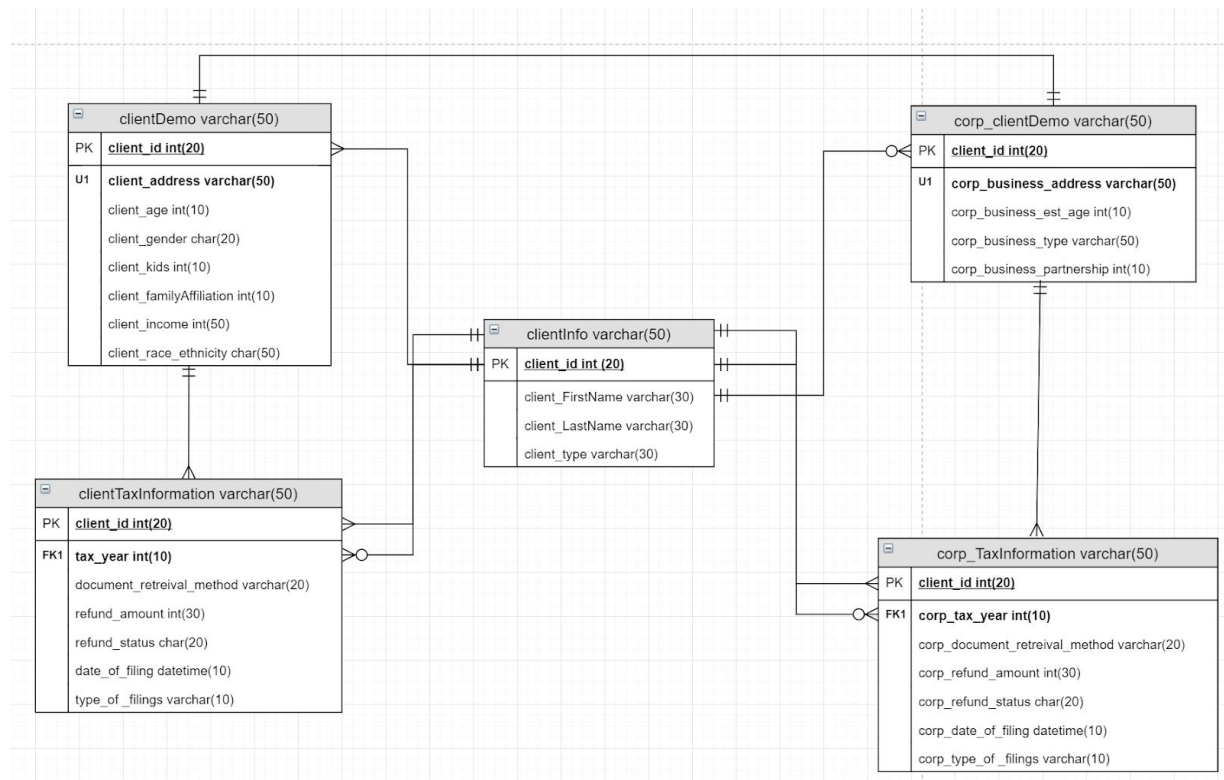 clientDemo varchar(50)
PK client_id int(20)
U1 client_address varchar(50)
client_age int(10)
client_gender char(20)
client_kids int(10)
client_familyAffiliation int(10)
client_income int(50)
client_race_ethnicity char(50)
corp_clientDemo varchar(50)
PK client_id int(20)
U1 corp_business_address varchar(50)
corp_business_est_age int(10)
corp_business_type varchar(50)
corp_business_partnership int(10)
clientInfo varchar(50)
PK client_id int (20)
client_FirstName varchar(30)
client_LastName varchar(30)
client_type varchar(30)
clientTaxInformation varchar(50)
PK client_id int(20)
FK1 tax_year int(10)
document_retreival_method varchar(20)
refund_amount int(30)
refund_status char(20)
date_of_filing datetime(10)
type_of _filings varchar(10)
corp_TaxInformation varchar(50)
PK client_id int(20)
FK1 corp_tax_year int(10)
corp_document_retreival_method varchar(20)
corp_refund_amount int(30)
corp_refund_status char(20)
corp_date_of_filing datetime(10)
corp_type_of _filings varchar(10)